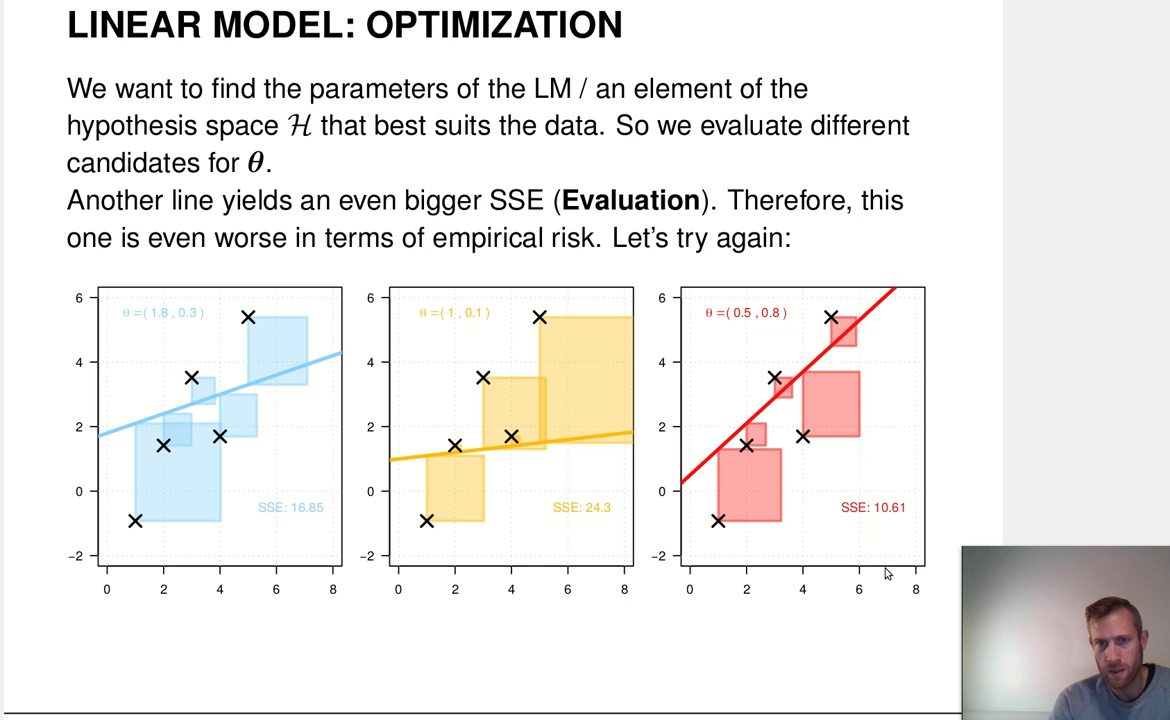 LINEAR MODEL: OPTIMIZATION
We want to find the parameters of the LM / an element of the
hypothesis space ℋ that best suits the data. So we evaluate different
candidates for θ.
Another line yields an even bigger SSE (Evaluation). Therefore, this
one is even worse in terms of empirical risk. Let's try again:
6
4
2
0
−2
θ =( 1.8 , 0.3 )
SSE: 16.85
0 2 4 6 8
6
4
2
0
−2
θ =( 1 , 0.1 )
SSE: 24.3
0 2 4 6 8
6
4
2
0
−2
θ =( 0.5 , 0.8 )
SSE: 10.61
0 2 4 6 8